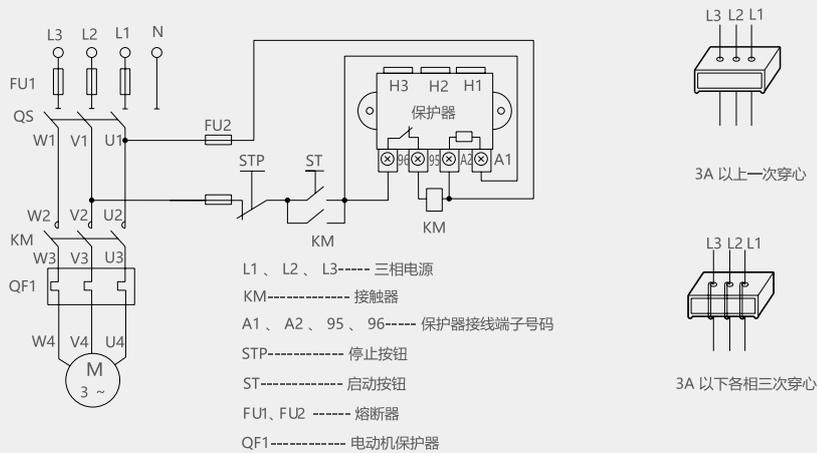 L3 L2 L1 N
FU1
QS
W1 V1 U1
FU2
STP ST
H3 H2 H1
保护器
96 95 A2 A1
KM
KM
W2 V2 U2
KM
W3 V3 U3
QF1
W4 V4 U4
M
3 ~
L1 、 L2 、 L3----- 三相电源
KM------------- 接触器
A1 、 A2 、 95 、 96----- 保护器接线端子号码
STP------------ 停止按钮
ST-------------- 启动按钮
FU1、FU2 ------ 熔断器
QF1------------ 电动机保护器
L3 L2 L1
3A 以上一次穿心
L3 L2 L1
3A 以下各相三次穿心